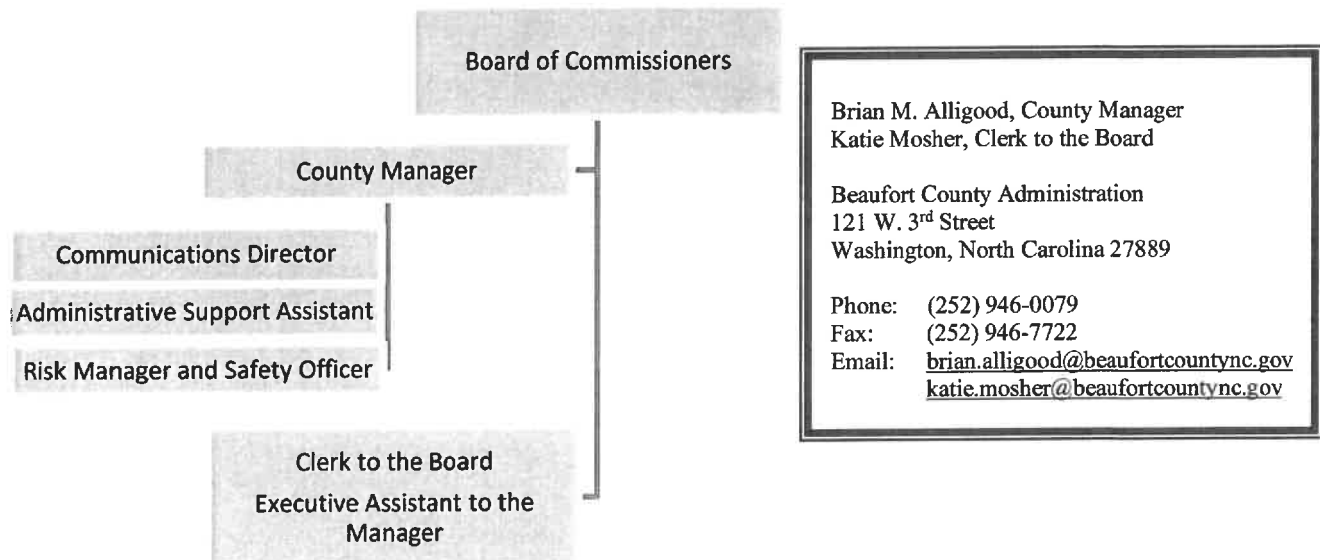 Board of Commissioners
County Manager
Communications Director
Administrative Support Assistant
Risk Manager and Safety Officer
Clerk to the Board
Executive Assistant to the
Manager
Brian M. Alligood, County Manager
Katie Mosher, Clerk to the Board
Beaufort County Administration
121 W. 3rd Street
Washington, North Carolina 27889
Phone: (252) 946-0079
Fax: (252) 946-7722
Email: brian.alligood@beaufortcountync.gov
katie.mosher@beaufortcountync.gov